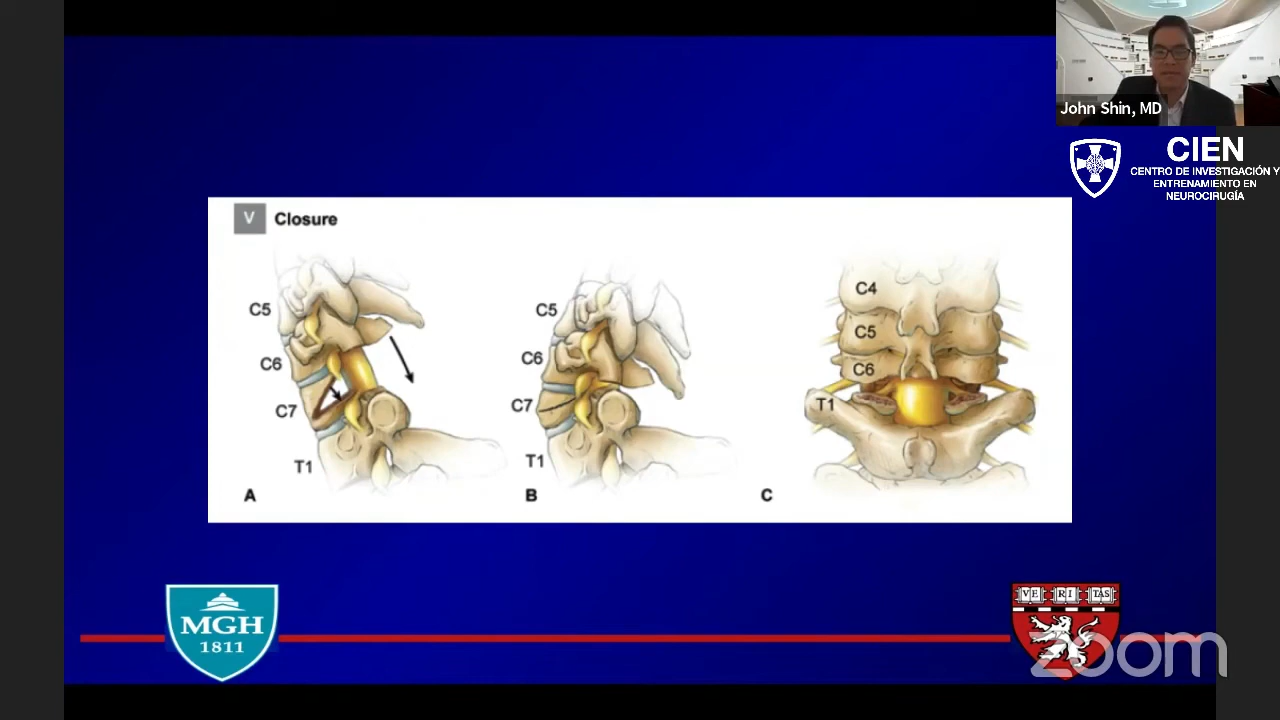 John Shin, MD
CIEN
CENTRO DE INVESTIGACIÓN Y
ENTRENAMIENTO EN
NEUROCIRUGÍA
V Closure
C5
C6
C7
T1
A
C5
C6
C7
T1
B
C4
C5
C6
T1
C
MGH
1811
VE RI TAS
zoom